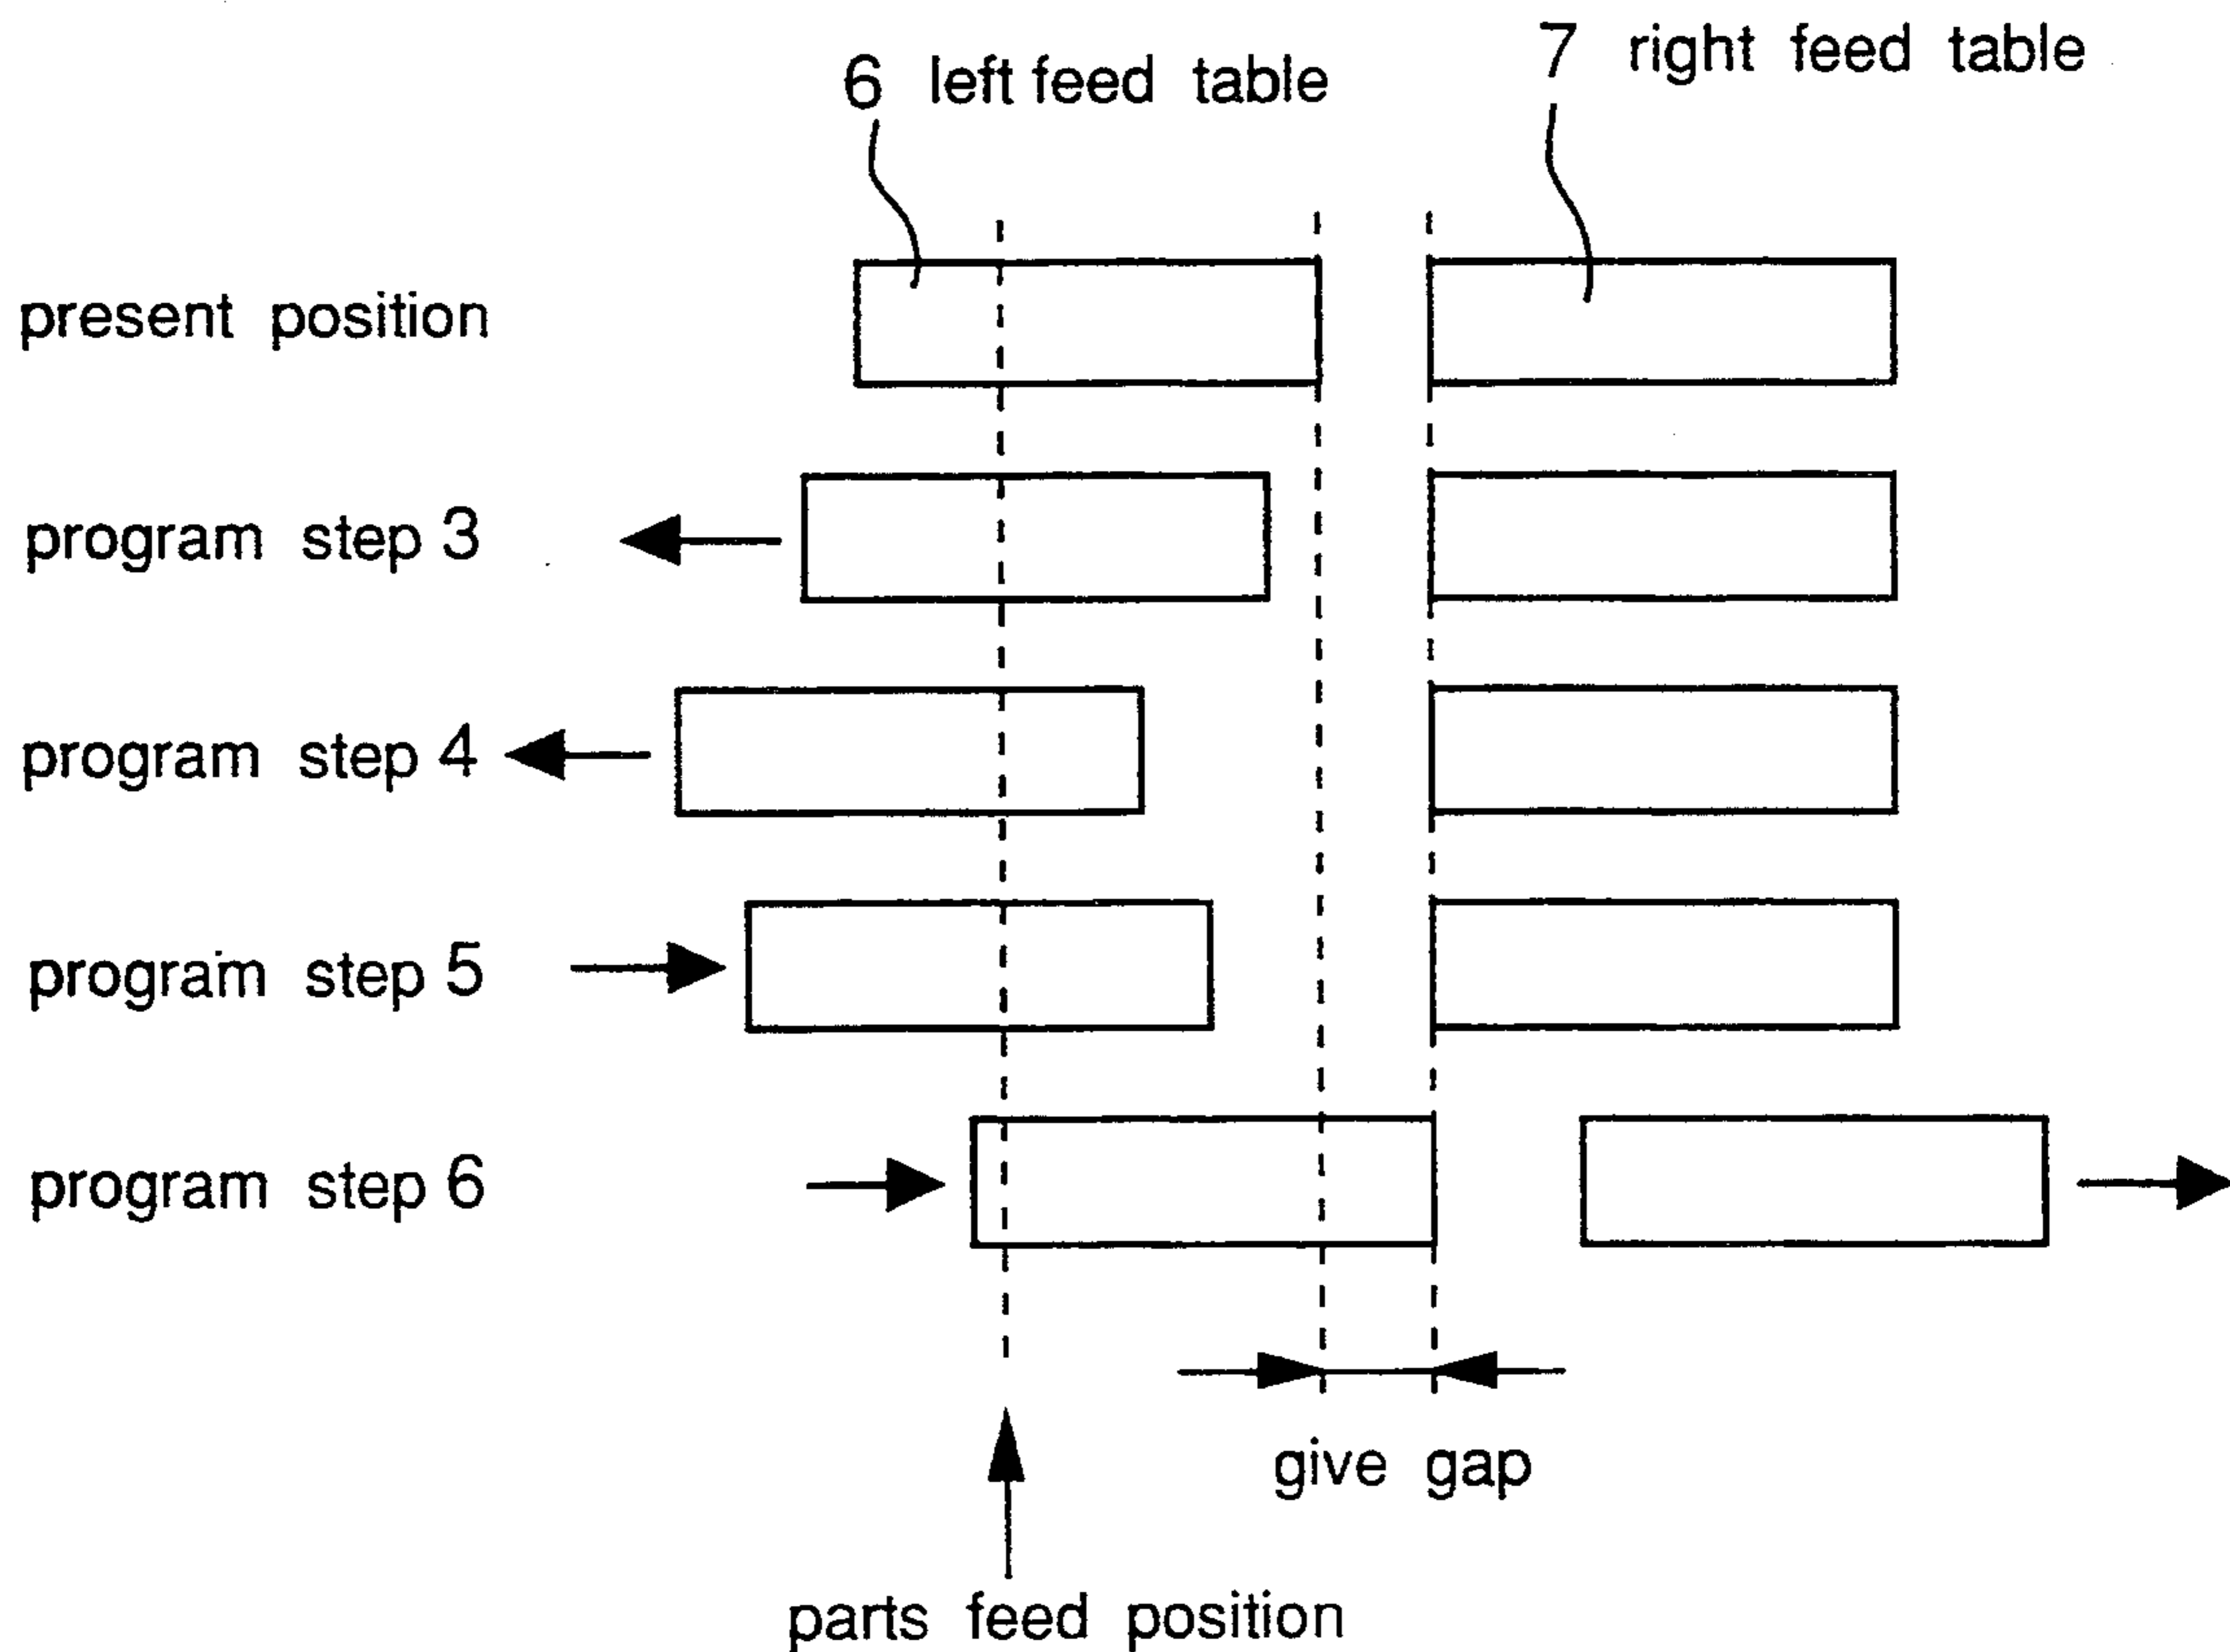 6 left feed table
7 right feed table
present position
program step 3
program step 4
program step 5
program step 6
give gap
parts feed position